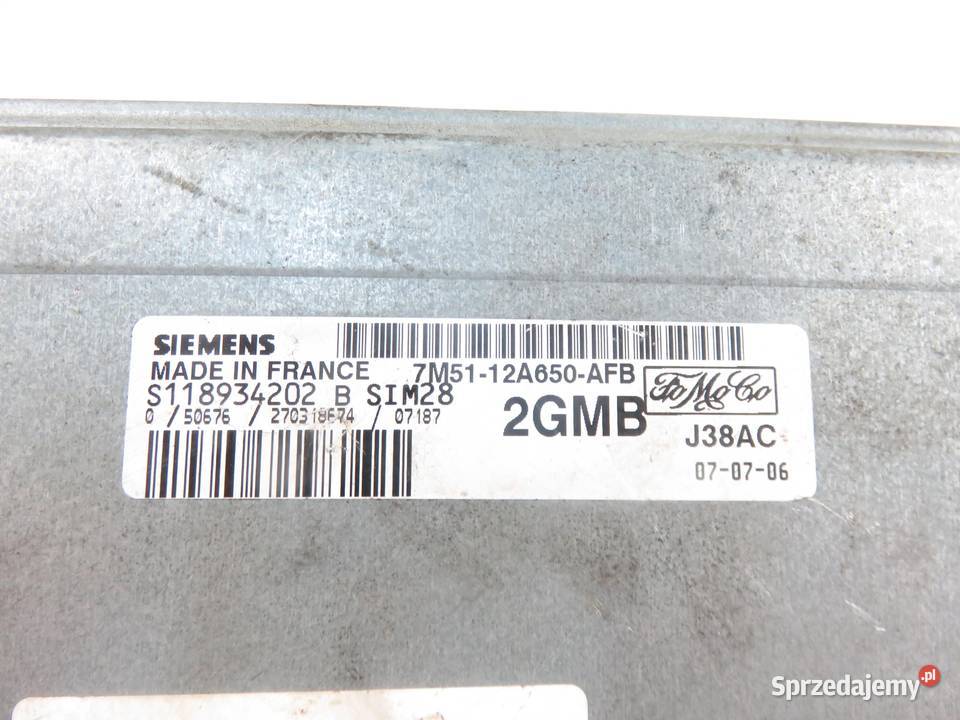 SIEMENS
MADE IN FRANCE 7M51-12A650-AFB
S118934202 B SIM28
0 /50676 / 270318674 / 07187
2GMB
FoMoCo
J38AC
07-07-06
Sprzedajemy.pl